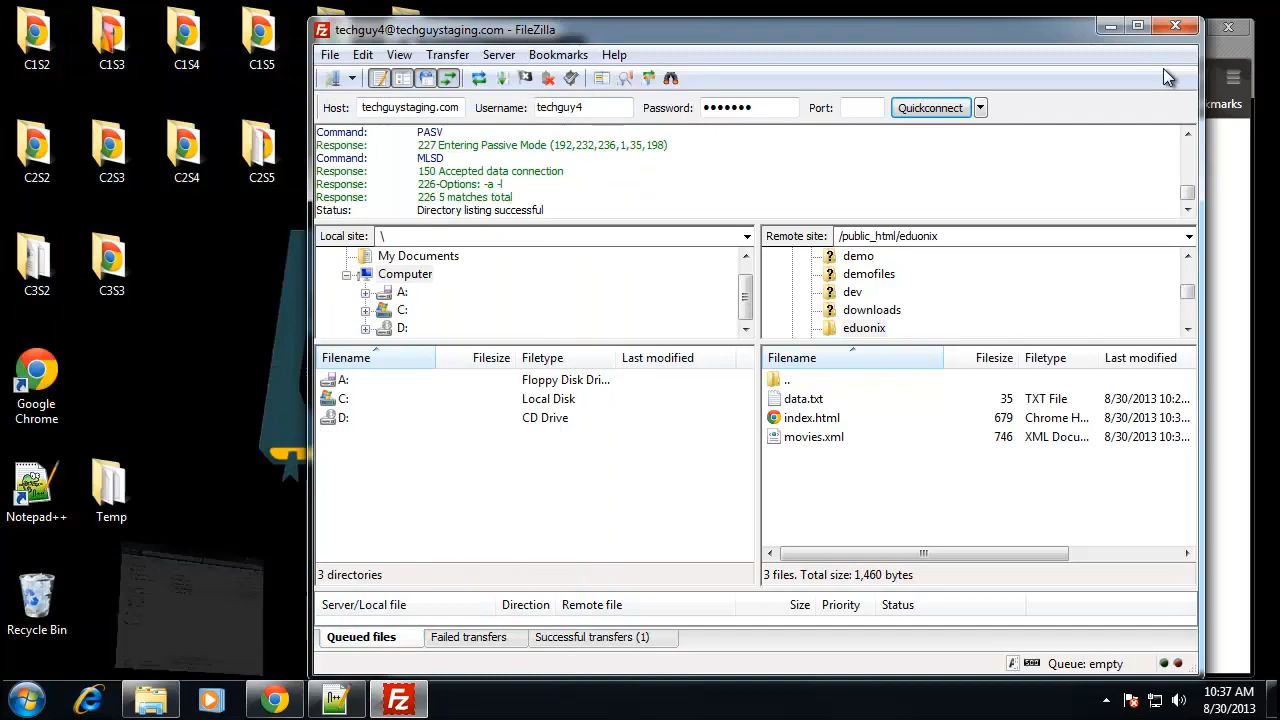 C1S2
C1S3
C1S4
C1S5
C2S2
C2S3
C2S4
C2S5
C3S2
C3S3
Google
Chrome
Notepad++
Temp
Recycle Bin
techguy4@techguystaging.com - FileZilla
File Edit View Transfer Server Bookmarks Help
Host: techguystaging.com Username: techguy4 Password: ●●●●●●● Port: Quickconnect
Command: PASV
Response: 227 Entering Passive Mode (192,232,236,1,35,198)
Command: MLSD
Response: 150 Accepted data connection
Response: 226-Options: -a -l
Response: 226 5 matches total
Status: Directory listing successful
Local site: \
My Documents
Computer
A:
C:
D:
Remote site: /public_html/eduonix
demo
demofiles
dev
downloads
eduonix
Filename Filesize Filetype Last modified
A: Floppy Disk Dri...
C: Local Disk
D: CD Drive
3 directories
Filename Filesize Filetype Last modified
..
data.txt 35 TXT File 8/30/2013 10:2...
index.html 679 Chrome H... 8/30/2013 10:3...
movies.xml 746 XML Docu... 8/30/2013 10:3...
3 files. Total size: 1,460 bytes
Server/Local file Direction Remote file Size Priority Status
Queued files Failed transfers Successful transfers (1)
Queue: empty
kmarks
10:37 AM
8/30/2013